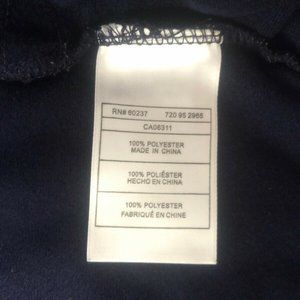 RN# 60237 720 95 2968
CA06311
100% POLYESTER
MADE IN CHINA
100% POLIÉSTER
HECHO EN CHINA
100% POLYESTER
FABRIQUÉ EN CHINE